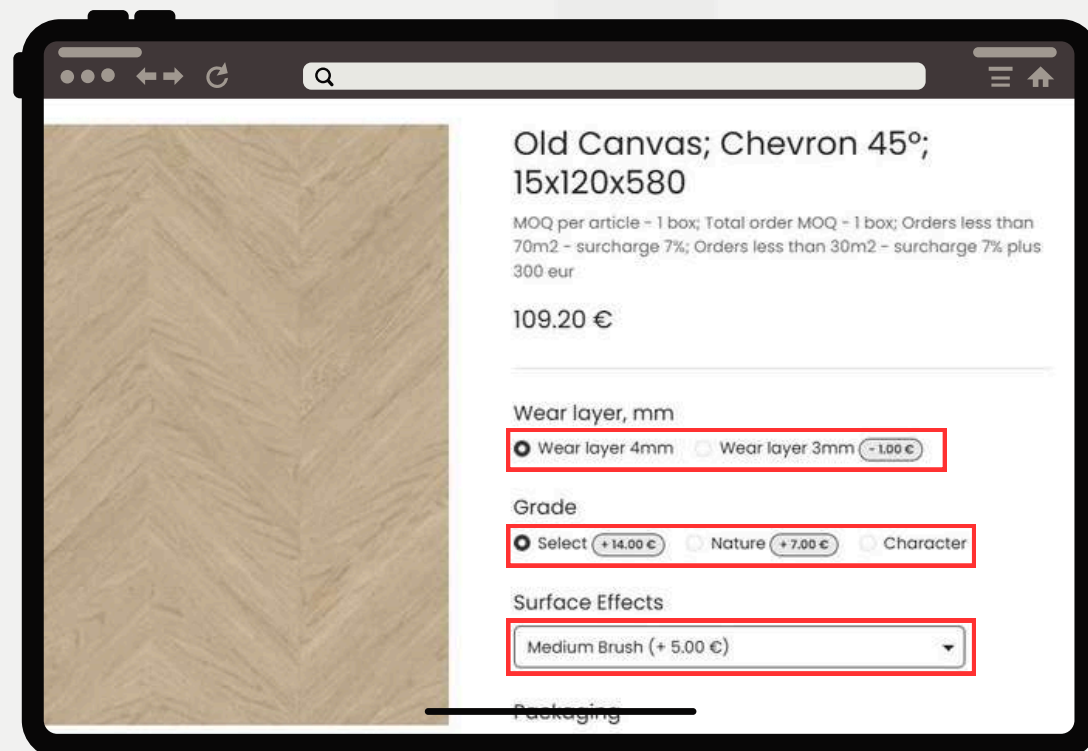 Old Canvas; Chevron 45º;
15x120x580
MOQ per article - 1 box; Total order MOQ - 1 box; Orders less than
70m2 - surcharge 7%; Orders less than 30m2 - surcharge 7% plus
300 eur
109.20 €
Wear layer, mm
Wear layer 4mm Wear layer 3mm - 1.00 €
Grade
Select + 14.00 € Nature + 7.00 € Character
Surface Effects
Medium Brush (+ 5.00 €)
Packaging